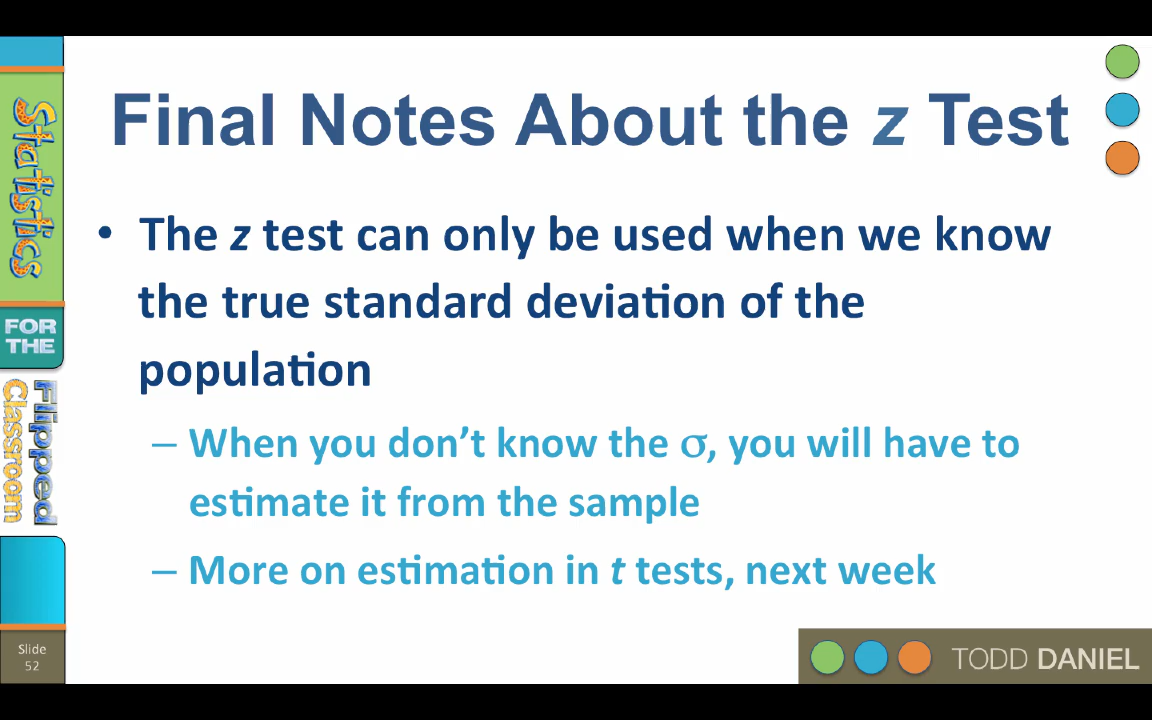 Final Notes About the z Test
• The z test can only be used when we know
the true standard deviation of the
population
– When you don’t know the σ, you will have to
estimate it from the sample
– More on estimation in t tests, next week
Statistics
FOR
THE
Flipped
Classroom
Slide
52
TODD DANIEL